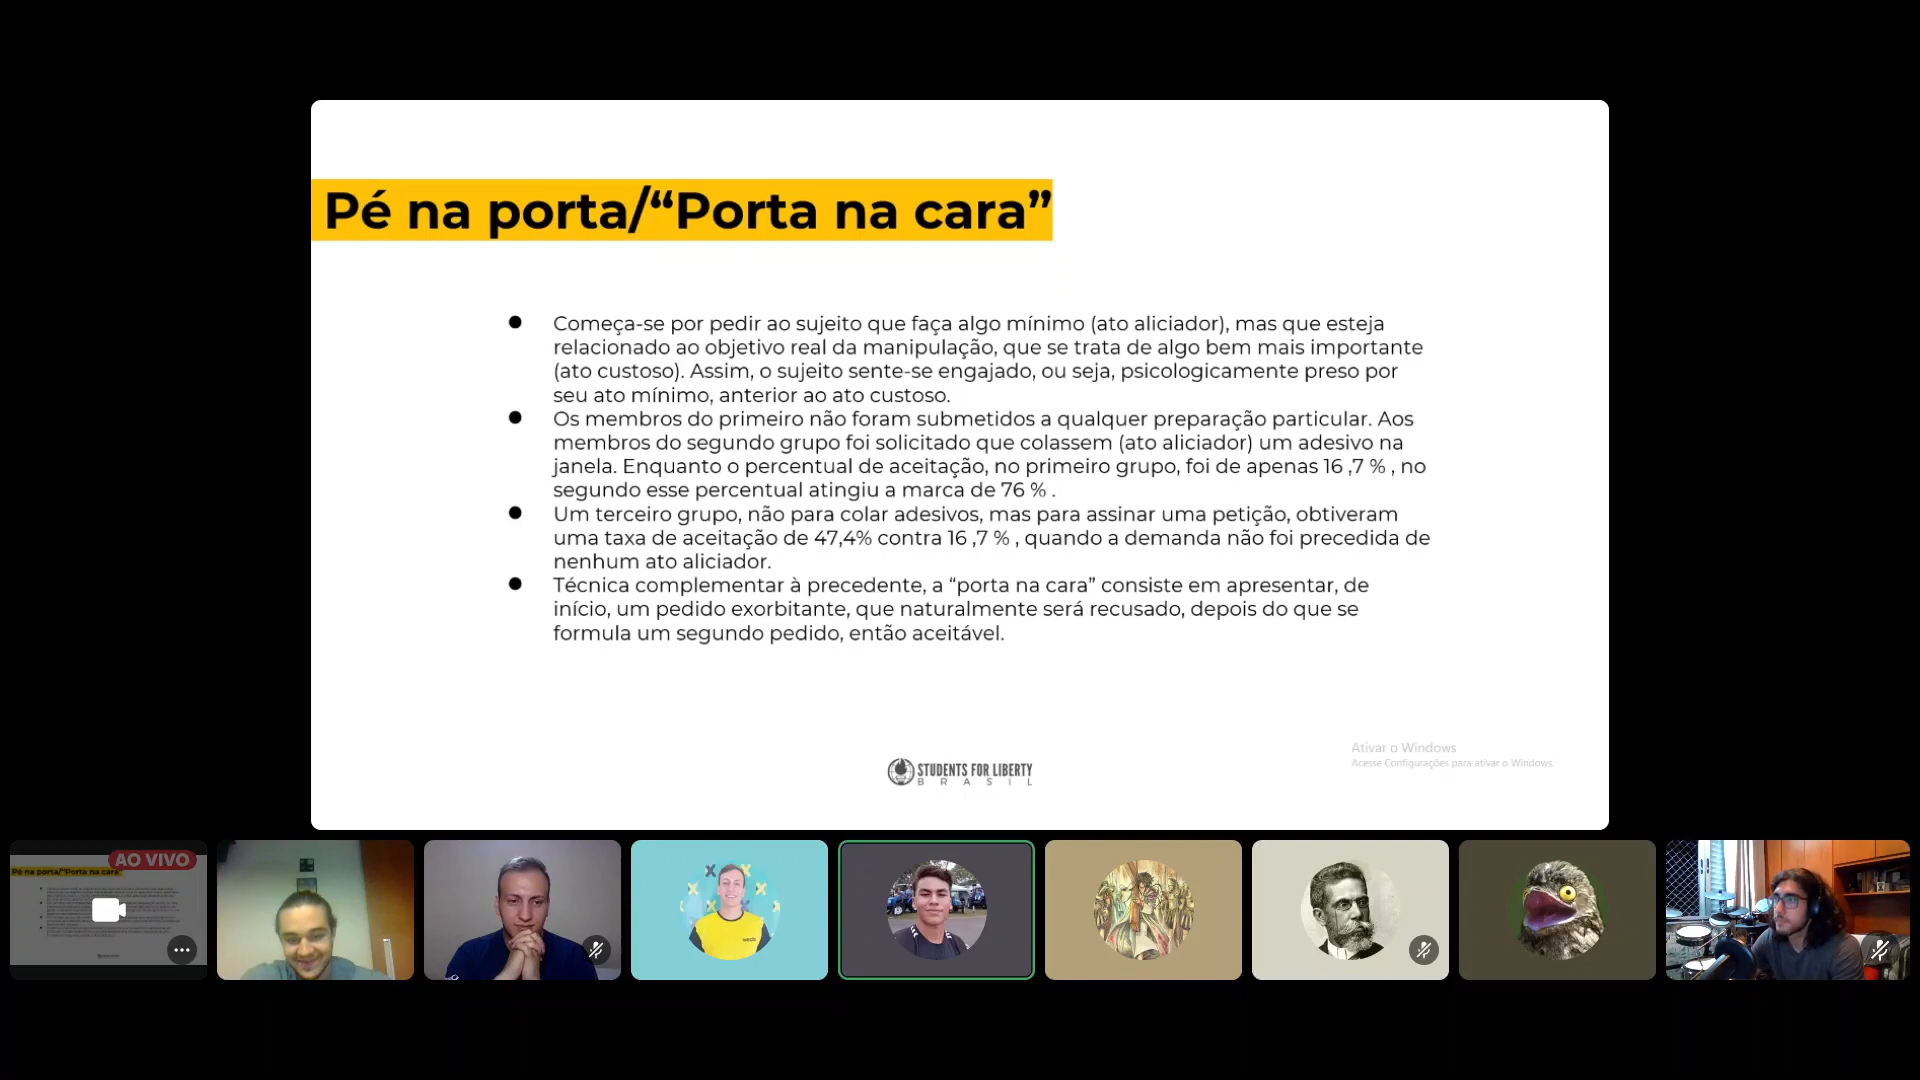 Pé na porta/“Porta na cara”
● Começa-se por pedir ao sujeito que faça algo mínimo (ato aliciador), mas que esteja
relacionado ao objetivo real da manipulação, que se trata de algo bem mais importante
(ato custoso). Assim, o sujeito sente-se engajado, ou seja, psicologicamente preso por
seu ato mínimo, anterior ao ato custoso.
● Os membros do primeiro não foram submetidos a qualquer preparação particular. Aos
membros do segundo grupo foi solicitado que colassem (ato aliciador) um adesivo na
janela. Enquanto o percentual de aceitação, no primeiro grupo, foi de apenas 16 ,7 % , no
segundo esse percentual atingiu a marca de 76 % .
● Um terceiro grupo, não para colar adesivos, mas para assinar uma petição, obtiveram
uma taxa de aceitação de 47,4% contra 16 ,7 % , quando a demanda não foi precedida de
nenhum ato aliciador.
● Técnica complementar à precedente, a “porta na cara” consiste em apresentar, de
início, um pedido exorbitante, que naturalmente será recusado, depois do que se
formula um segundo pedido, então aceitável.
Ativar o Windows
Acesse Configurações para ativar o Windows.
STUDENTS FOR LIBERTY
BRASIL
AO VIVO
Pé na porta/“Porta na cara”